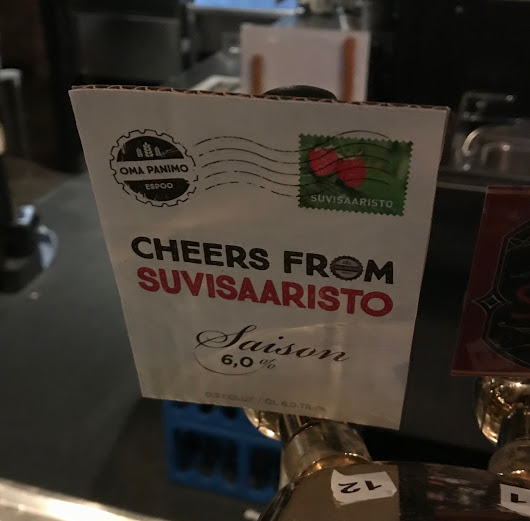 OMA PANIMO
ESPOO
SUVISAARISTO
CHEERS FROM
SUVISAARISTO
Saison
6,0 %
12